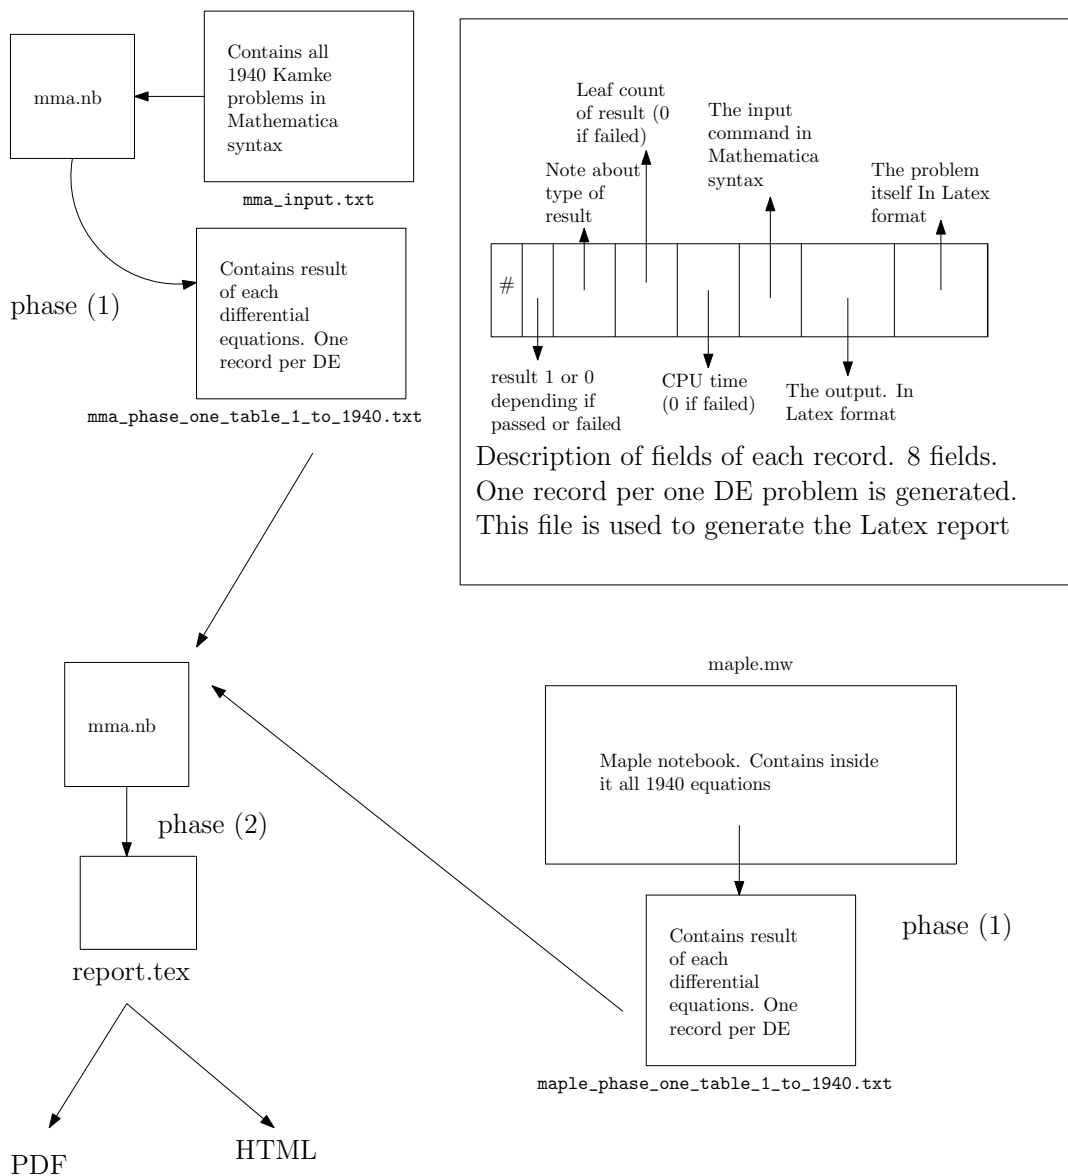 Contains all
1940 Kamke
problems in
Mathematica
syntax
mma.nb
mma_input.txt
Contains result
of each
differential
equations. One
record per DE
phase (1)
mma_phase_one_table_1_to_1940.txt
Leaf count
of result (0
if failed)
The input
command in
Mathematica
syntax
Note about
type of
result
The problem
itself In Latex
format
#
result 1 or 0
depending if
passed or failed
CPU time
(0 if failed)
The output. In
Latex format
Description of fields of each record. 8 fields.
One record per one DE problem is generated.
This file is used to generate the Latex report
mma.nb
phase (2)
report.tex
PDF
HTML
maple.mw
Maple notebook. Contains inside
it all 1940 equations
Contains result
of each
differential
equations. One
record per DE
phase (1)
maple_phase_one_table_1_to_1940.txt